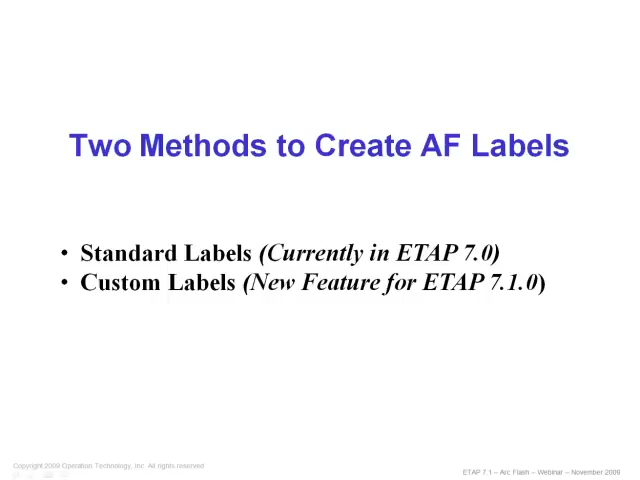 Two Methods to Create AF Labels
• Standard Labels (Currently in ETAP 7.0)
• Custom Labels (New Feature for ETAP 7.1.0)
Copyright 2009 Operation Technology, Inc. All rights reserved
ETAP 7.1 – Arc Flash – Webinar – November 2009